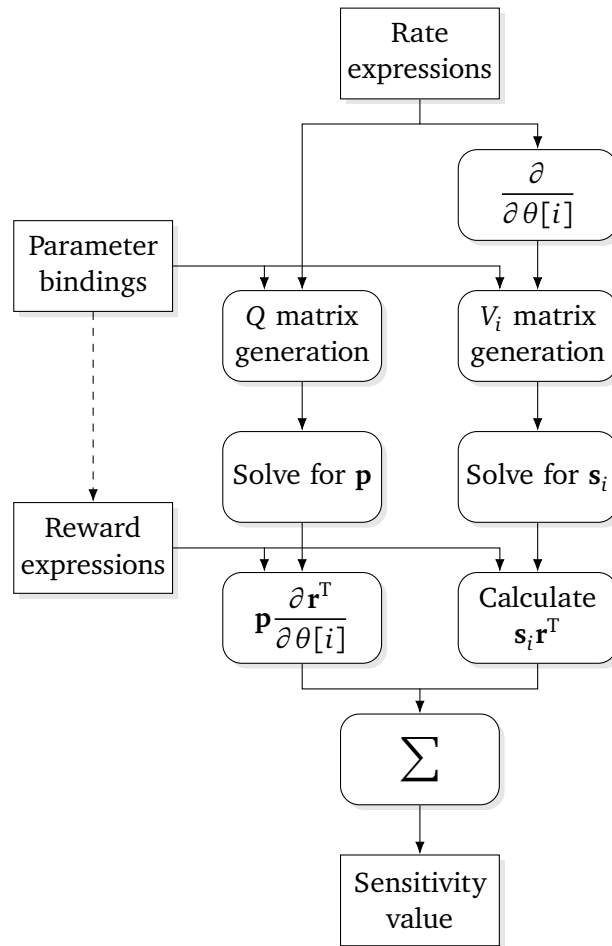 Rate
expressions
∂
∂θ[i]
Parameter
bindings
Q matrix
generation
V_i matrix
generation
Solve for p
Solve for s_i
Reward
expressions
p ∂r^T
∂θ[i]
Calculate
s_i r^T
∑
Sensitivity
value